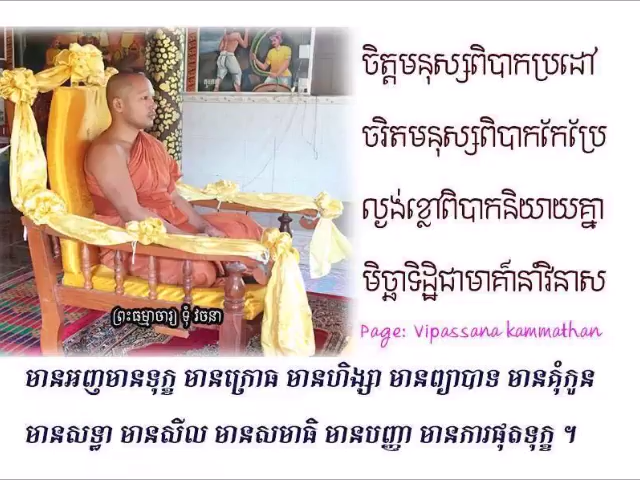 ចិត្តមនុស្សពិបាកប្រដៅ
ចរិតមនុស្សពិបាកកែប្រែ
ល្ងង់ខ្លៅពិបាកនិយាយគ្នា
មិច្ឆាទិដ្ឋិជាមាគ៌ានាំវិនាស
Page: Vipassana kammathan
(ព្រះធម្មាចារ្យ) ទុំ វចនា
មានអញមានទុក្ខ មានក្រោធ មានហិង្សា មានព្យាបាទ មានគុំកួន
មានសទ្ធា មានសីល មានសមាធិ មានបញ្ញា មានការផុតទុក្ខ ។